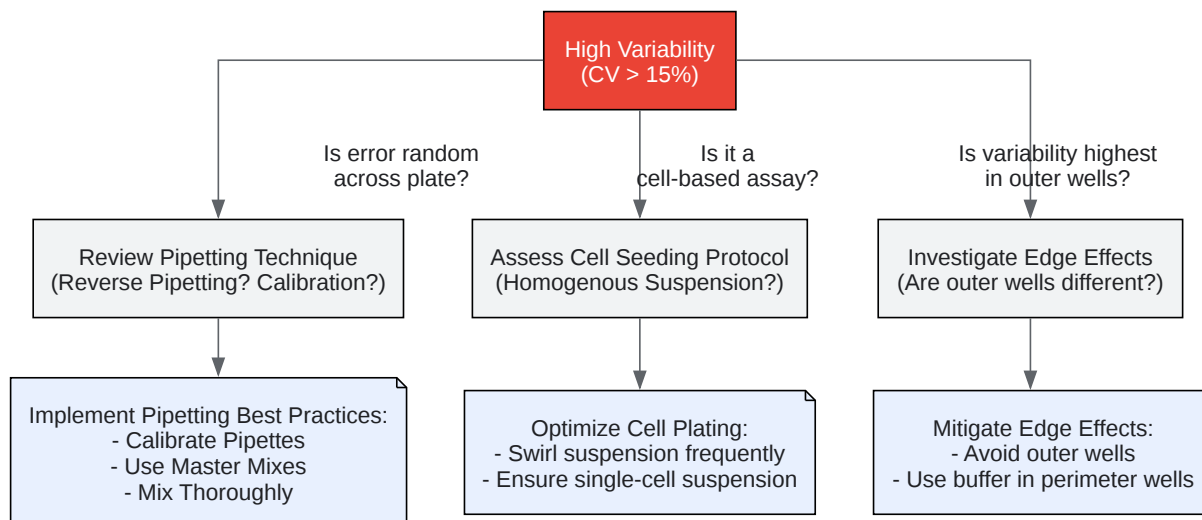 High Variability
(CV > 15%)
Is error random
across plate?
Is it a
cell-based assay?
Is variability highest
in outer wells?
Review Pipetting Technique
(Reverse Pipetting? Calibration?)
Assess Cell Seeding Protocol
(Homogenous Suspension?)
Investigate Edge Effects
(Are outer wells different?)
Implement Pipetting Best Practices:
- Calibrate Pipettes
- Use Master Mixes
- Mix Thoroughly
Optimize Cell Plating:
- Swirl suspension frequently
- Ensure single-cell suspension
Mitigate Edge Effects:
- Avoid outer wells
- Use buffer in perimeter wells